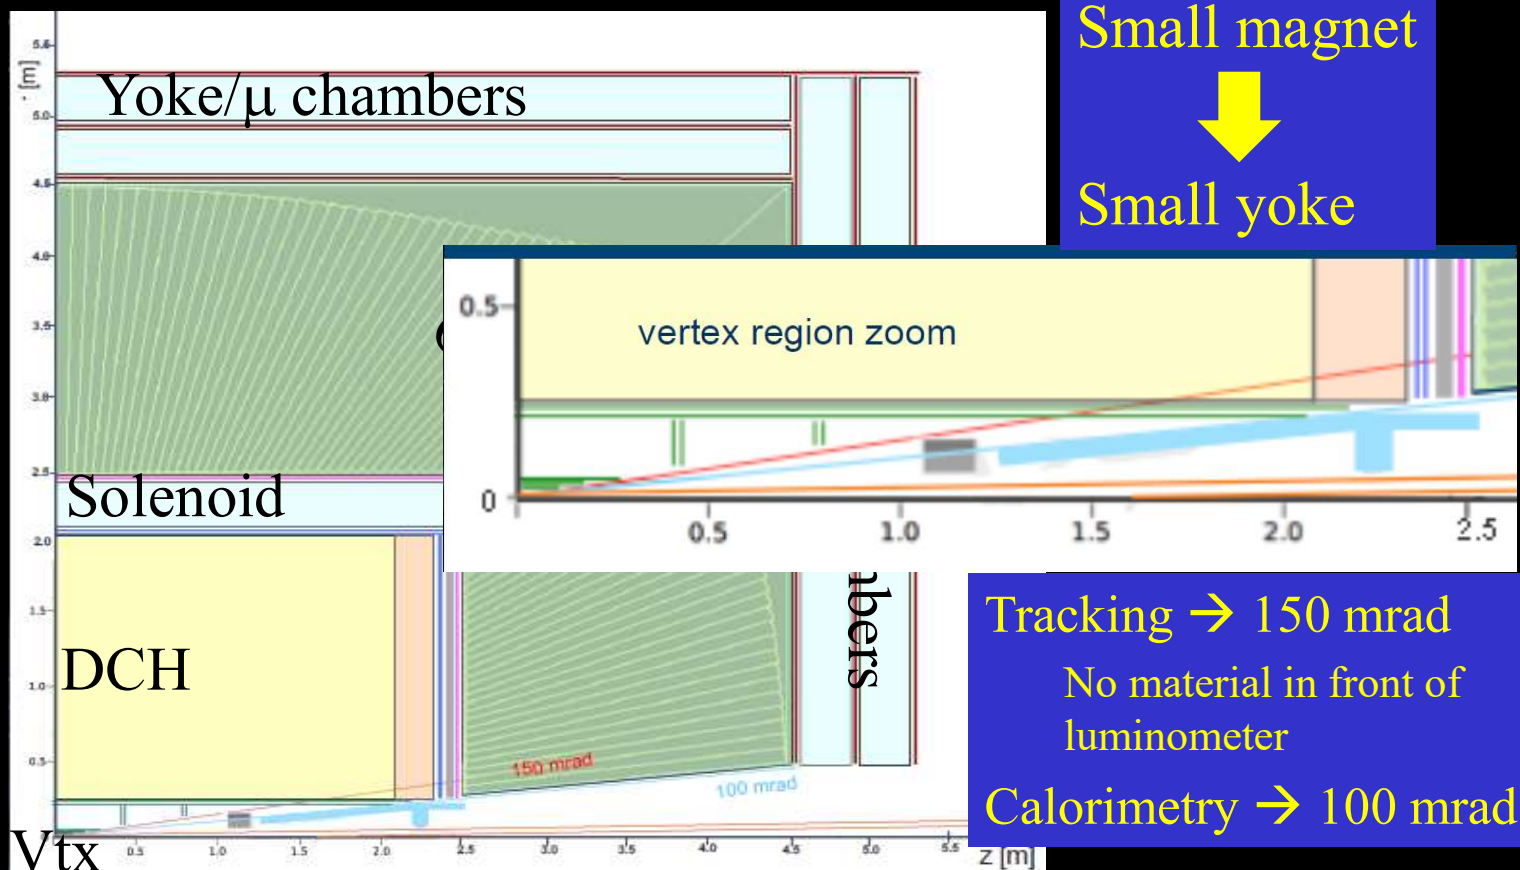 Small magnet
Small yoke
[m]
5.0
4.5
4.0
3.5
3.0
2.5
2.0
1.5
1.0
0.5
Yoke/μ chambers
Solenoid
DCH
Vtx
vertex region zoom
0.5
0
0.5
1.0
1.5
2.0
2.5
150 mrad
100 mrad
0.5
1.0
1.5
2.0
2.5
3.0
3.5
4.0
4.5
5.0
5.5
z [m]
Tracking → 150 mrad
No material in front of
luminometer
Calorimetry → 100 mrad